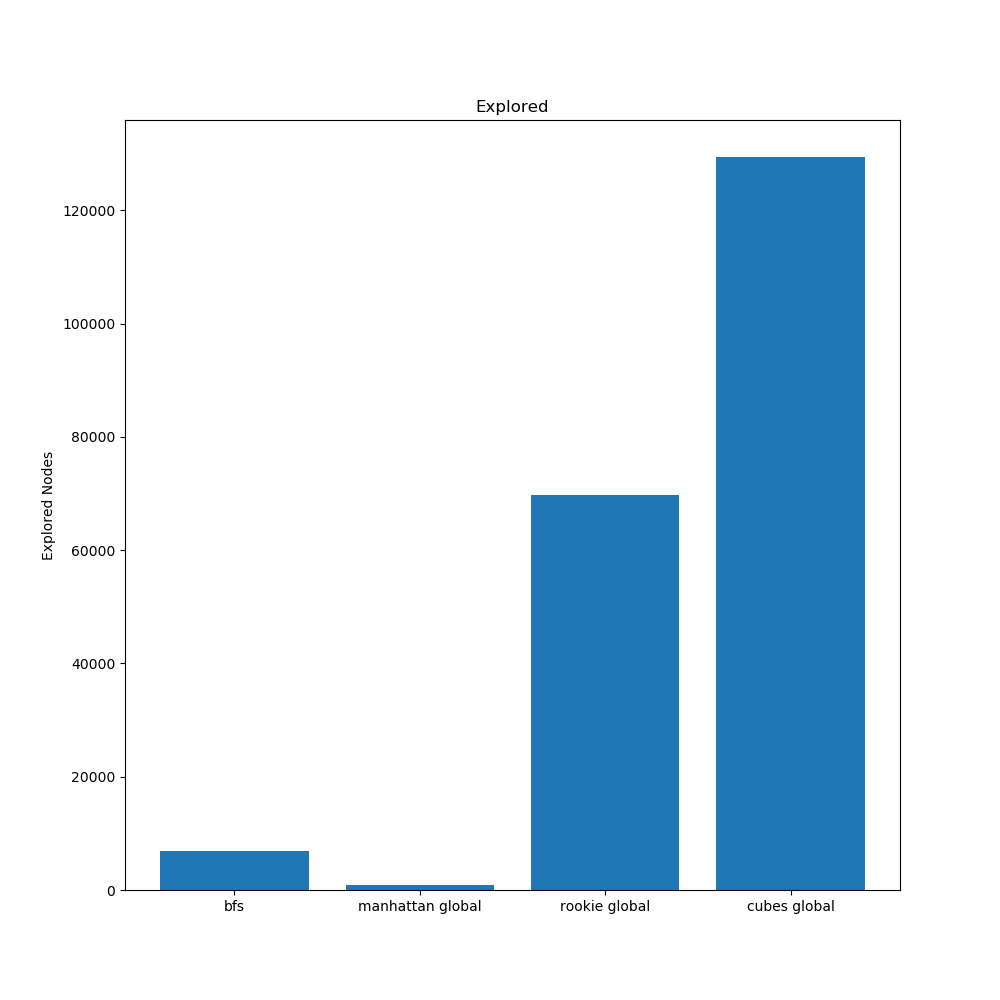 Explored
120000
100000
80000
60000
40000
20000
0
Explored Nodes
bfs
manhattan global
rookie global
cubes global